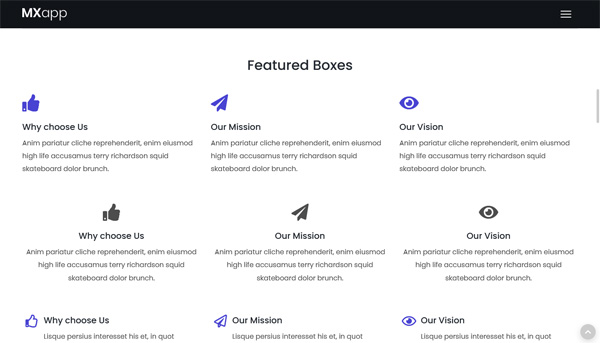 MXapp
Featured Boxes
Why choose Us
Anim pariatur cliche reprehenderit, enim eiusmod
high life accusamus terry richardson squid
skateboard dolor brunch.
Our Mission
Anim pariatur cliche reprehenderit, enim eiusmod
high life accusamus terry richardson squid
skateboard dolor brunch.
Our Vision
Anim pariatur cliche reprehenderit, enim eiusmod
high life accusamus terry richardson squid
skateboard dolor brunch.
Why choose Us
Anim pariatur cliche reprehenderit, enim eiusmod
high life accusamus terry richardson squid
skateboard dolor brunch.
Our Mission
Anim pariatur cliche reprehenderit, enim eiusmod
high life accusamus terry richardson squid
skateboard dolor brunch.
Our Vision
Anim pariatur cliche reprehenderit, enim eiusmod
high life accusamus terry richardson squid
skateboard dolor brunch.
Why choose Us
Lisque persius interesset his et, in quot
Our Mission
Lisque persius interesset his et, in quot
Our Vision
Lisque persius interesset his et, in quot